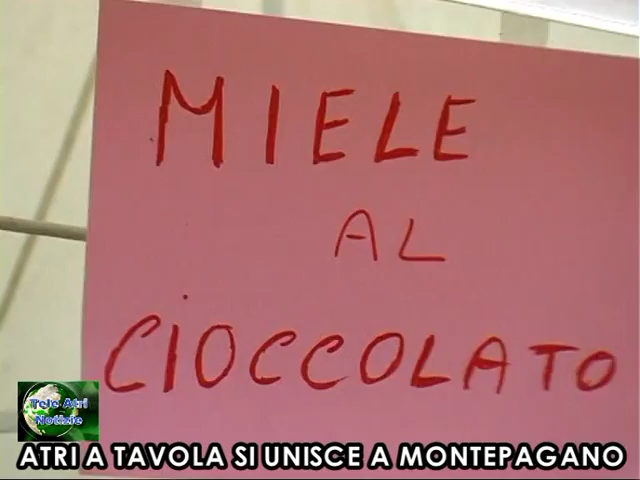 MIELE
AL
CIOCCOLATO
Tele Atri
Notizie
ATRI A TAVOLA SI UNISCE A MONTEPAGANO